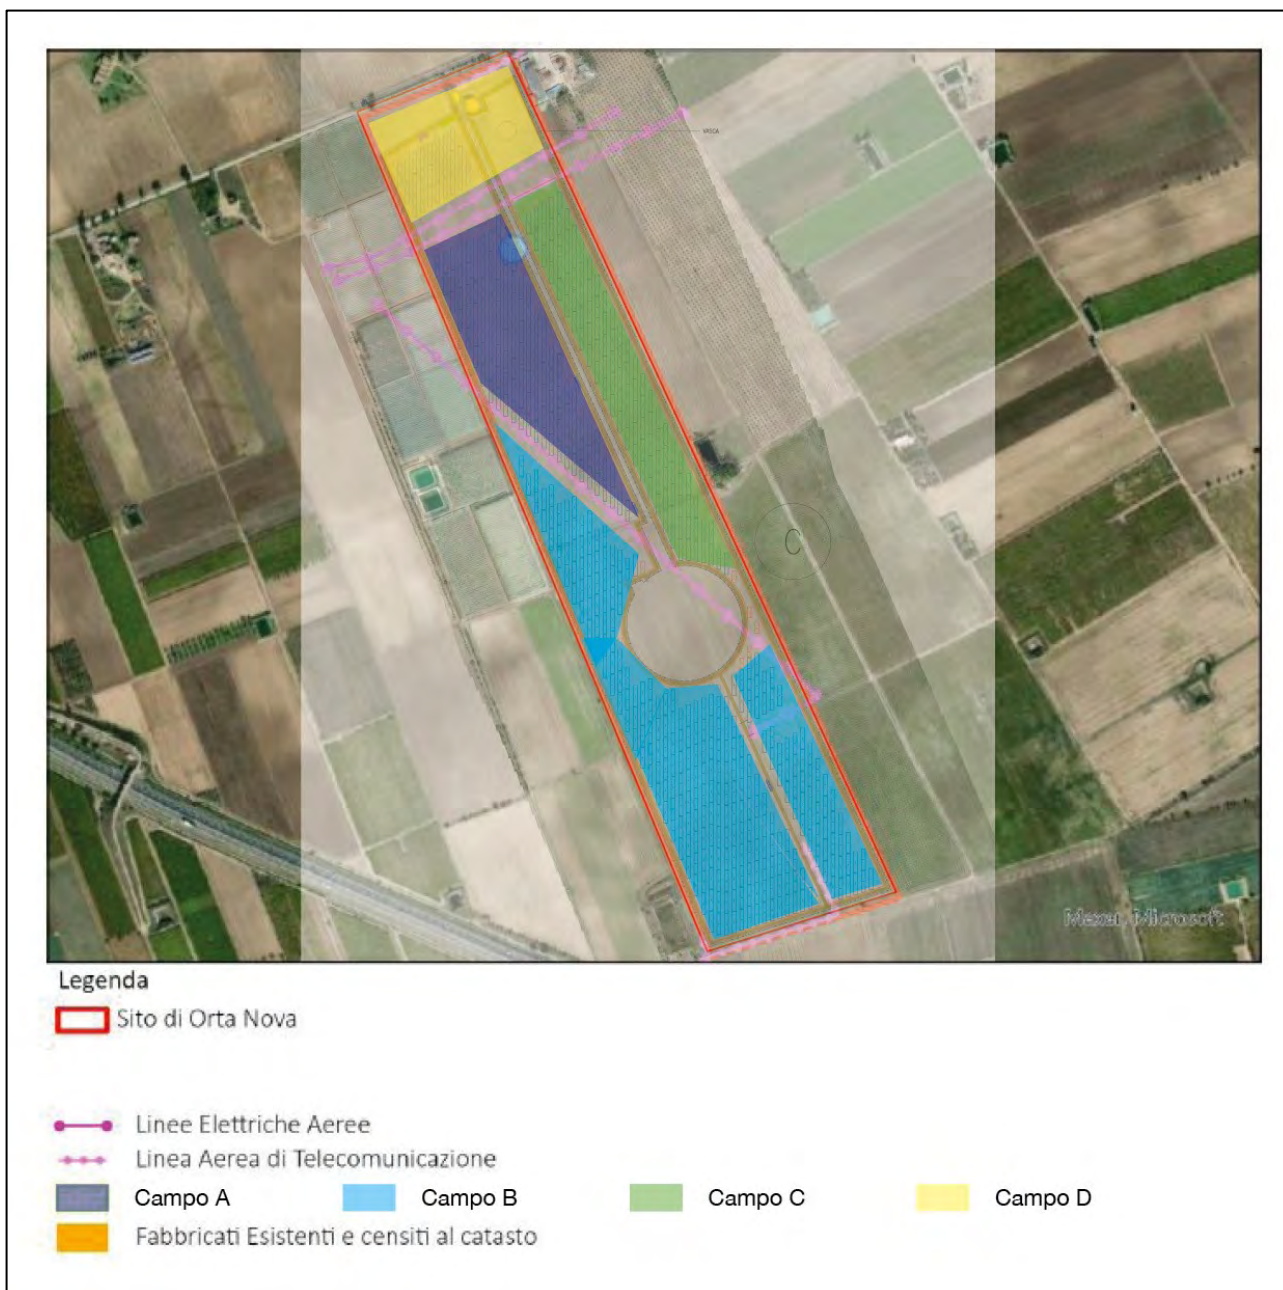 VASCA
C
Maxar, Microsoft
Legenda
Sito di Orta Nova
Linee Elettriche Aeree
Linea Aerea di Telecomunicazione
Campo A Campo B Campo C Campo D
Fabbricati Esistenti e censiti al catasto